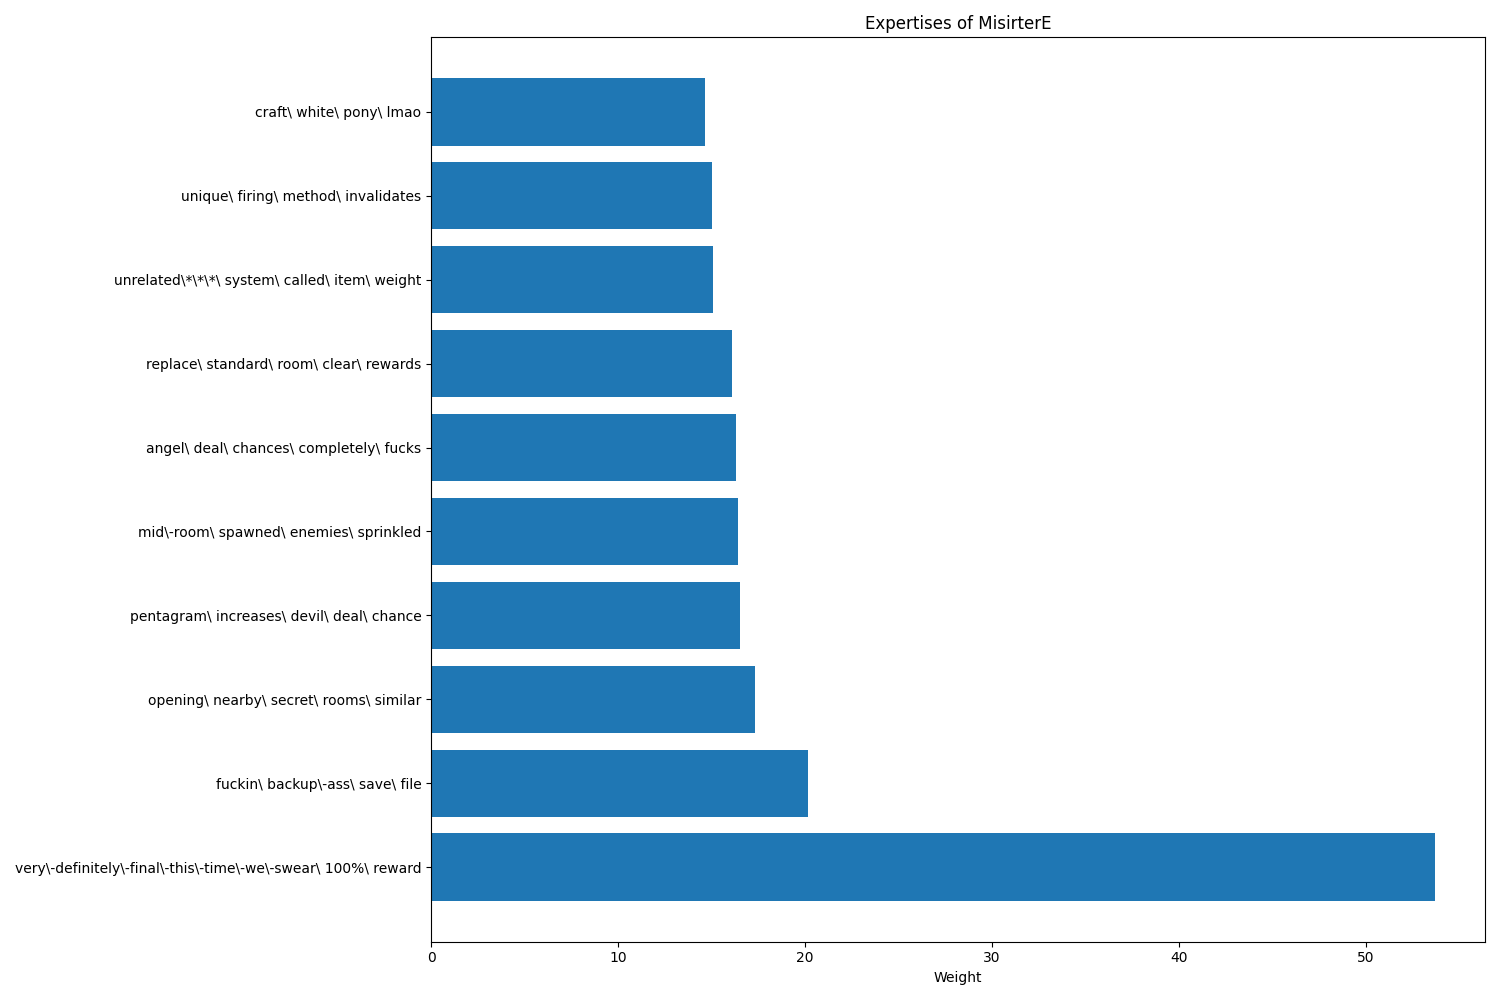 Expertises of MisirterE
craft\ white\ pony\ lmao
unique\ firing\ method\ invalidates
unrelated\*\*\*\ system\ called\ item\ weight
replace\ standard\ room\ clear\ rewards
angel\ deal\ chances\ completely\ fucks
mid\-room\ spawned\ enemies\ sprinkled
pentagram\ increases\ devil\ deal\ chance
opening\ nearby\ secret\ rooms\ similar
fuckin\ backup\-ass\ save\ file
very\-definitely\-final\-this\-time\-we\-swear\ 100%\ reward
0 10 20 30 40 50
Weight